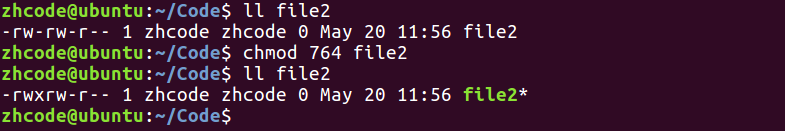 zhcode@ubuntu:~/Code$ ll file2
-rw-rw-r-- 1 zhcode zhcode 0 May 20 11:56 file2
zhcode@ubuntu:~/Code$ chmod 764 file2
zhcode@ubuntu:~/Code$ ll file2
-rwxrw-r-- 1 zhcode zhcode 0 May 20 11:56 file2*
zhcode@ubuntu:~/Code$